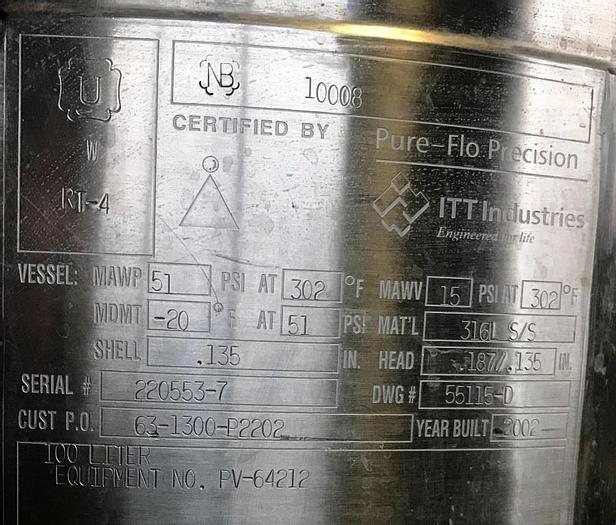 U
W
RT-4
NB 10008
CERTIFIED BY
Pure-Flo Precision
ITT Industries
Engineered for life
VESSEL: MAWP 51 PSI AT 302 °F MAWV 15 PSI AT 302 °F
MDMT -20 °F AT 51 PSI MAT'L 316L S/S
SHELL .135 IN. HEAD .187//.135 IN.
SERIAL # 220553-7 DWG # 55115-D
CUST P.O. 63-1300-P2202 YEAR BUILT 2002
100 LITER
EQUIPMENT NO. PV-64212